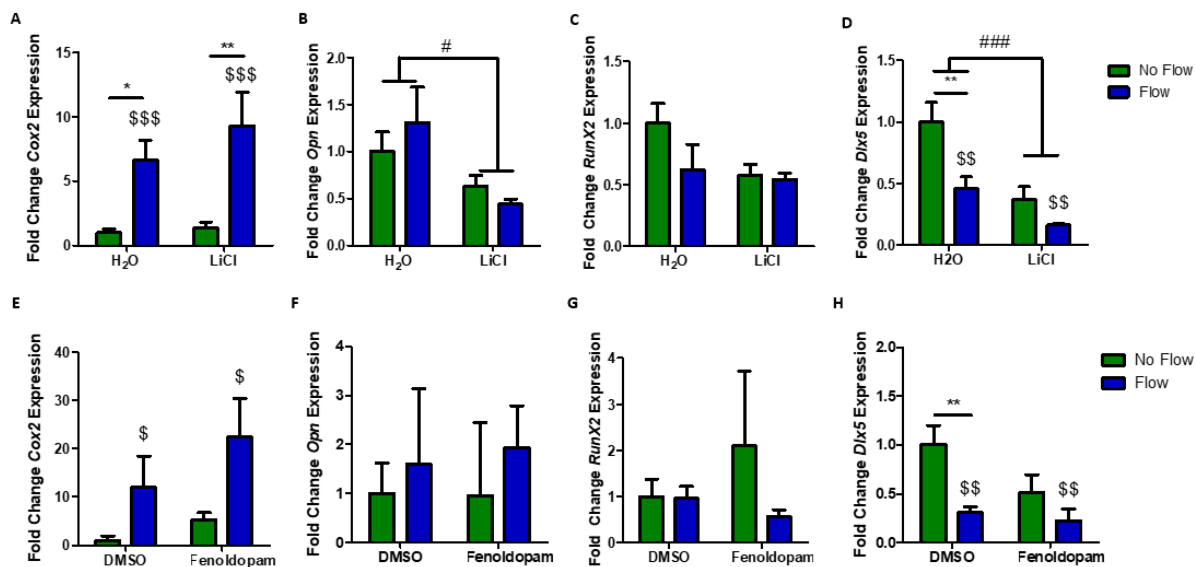 A
Fold Change Cox2 Expression
15
10
5
0
*
$$$
**
$$$
H₂O
LiCl
B
Fold Change Opn Expression
2.0
1.5
1.0
0.5
0.0
#
H₂O
LiCl
C
Fold Change RunX2 Expression
1.5
1.0
0.5
0.0
H₂O
LiCl
D
Fold Change Dlx5 Expression
1.5
1.0
0.5
0.0
###
**
$$
$$
H2O
LiCl
No Flow
Flow
E
Fold Change Cox2 Expression
40
30
20
10
0
$
$
DMSO
Fenoldopam
F
Fold Change Opn Expression
4
3
2
1
0
DMSO
Fenoldopam
G
Fold Change RunX2 Expression
4
3
2
1
0
DMSO
Fenoldopam
H
Fold Change Dlx5 Expression
2.0
1.5
1.0
0.5
0.0
**
$$
$$
DMSO
Fenoldopam
No Flow
Flow